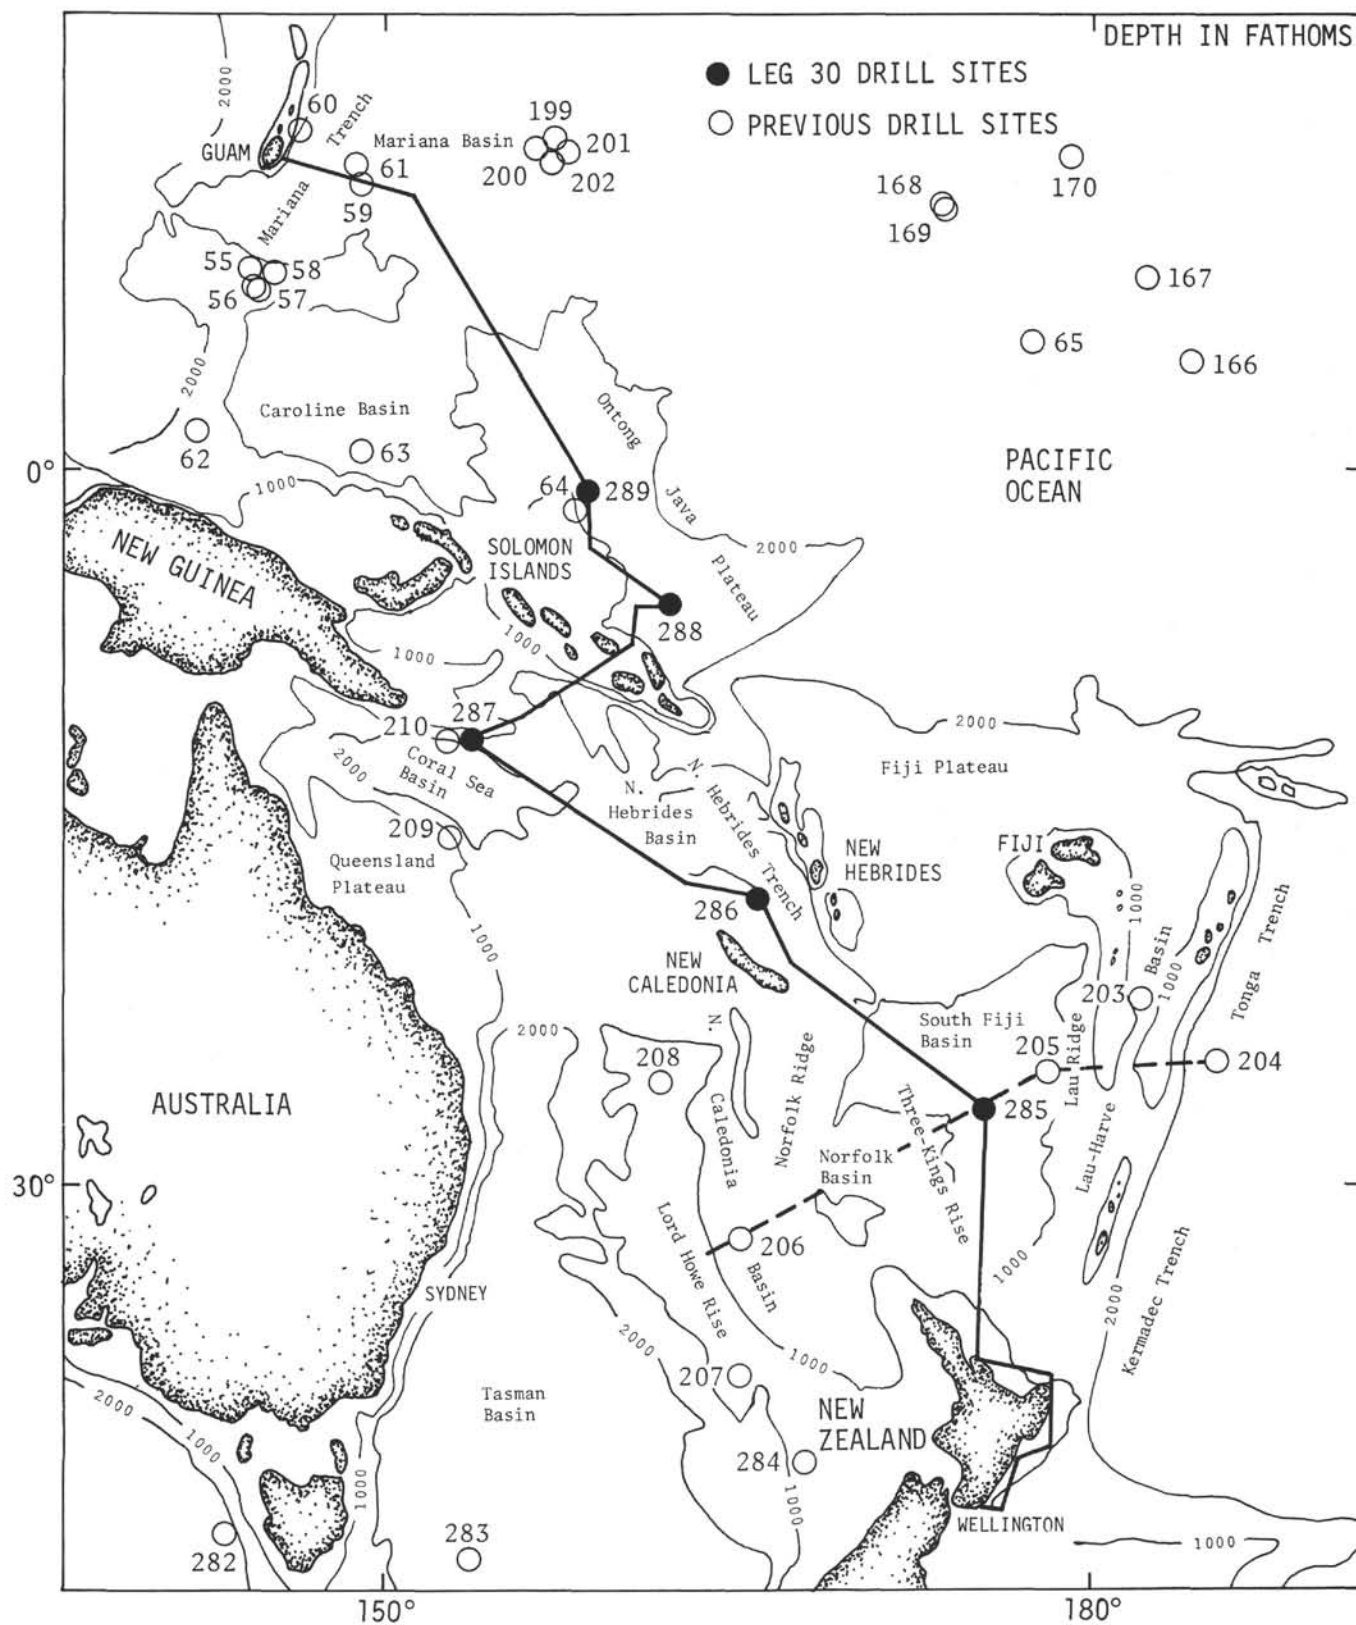 DEPTH IN FATHOMS
LEG 30 DRILL SITES
PREVIOUS DRILL SITES
2000
60
Trench
GUAM
Mariana Basin
199
201
200
202
61
59
Mariana
168
169
170
55
58
56
57
167
65
166
2000
Caroline Basin
62
63
Ontong
Java
Plateau
0°
1000
64
289
PACIFIC
OCEAN
2000
NEW GUINEA
SOLOMON
ISLANDS
288
1000
1000
287
210
2000
Coral Sea
Basin
2000
Fiji Plateau
N.
Hebrides
Basin
N. Hebrides Trench
209
Queensland
Plateau
NEW
HEBRIDES
FIJI
1000
286
1000
NEW
CALEDONIA
Basin
1000
Tonga Trench
203
South Fiji
Basin
2000
208
N.
Caledonia
Norfolk Ridge
205
Lau Ridge
204
AUSTRALIA
285
Three-Kings Rise
Lau-Harve
Norfolk
Basin
30°
Lord Howe Rise
206
Basin
1000
2000
Kermadec Trench
SYDNEY
2000
1000
207
Tasman
Basin
NEW
ZEALAND
2000
1000
284
1000
1000
WELLINGTON
1000
282
283
150°
180°